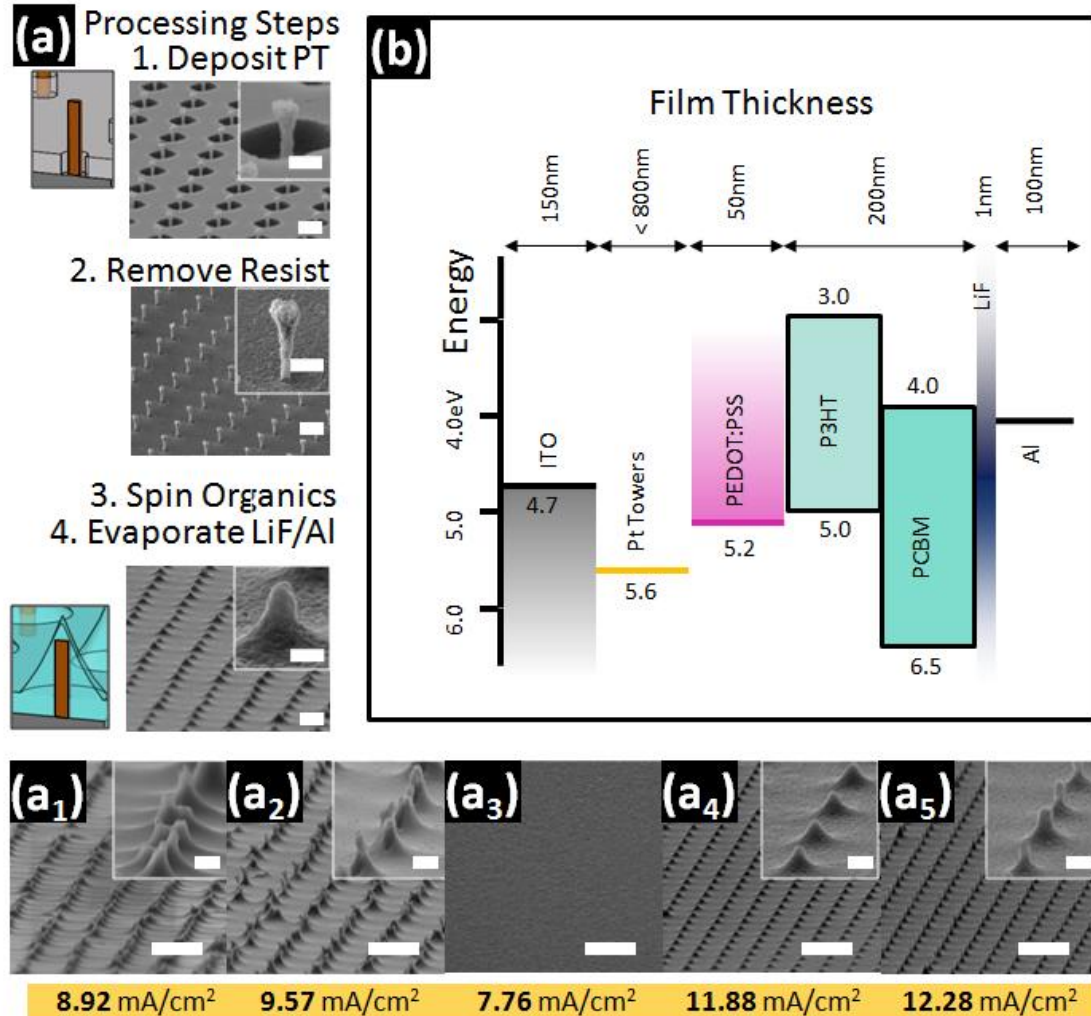 (a) Processing Steps
1. Deposit PT
2. Remove Resist
3. Spin Organics
4. Evaporate LiF/Al
(b)
Film Thickness
150nm
< 800nm
50nm
200nm
1nm
100nm
Energy
4.0eV
5.0
6.0
ITO
4.7
Pt Towers
5.6
PEDOT:PSS
5.2
3.0
P3HT
5.0
4.0
PCBM
6.5
LiF
Al
(a₁) (a₂) (a₃) (a₄) (a₅)
8.92 mA/cm² 9.57 mA/cm² 7.76 mA/cm² 11.88 mA/cm² 12.28 mA/cm²